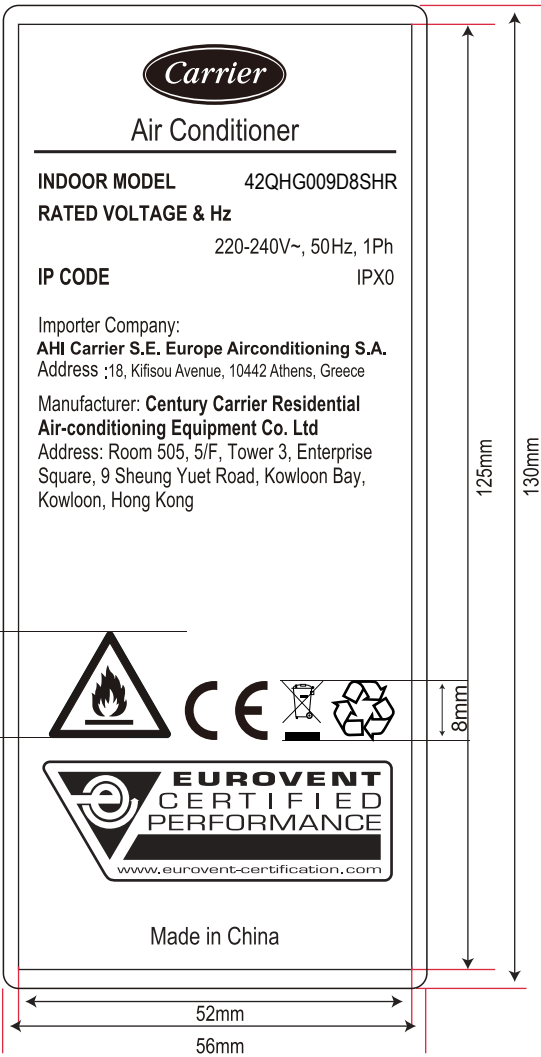 Carrier
Air Conditioner
INDOOR MODEL 42QHG009D8SHR
RATED VOLTAGE & Hz
220-240V~, 50Hz, 1Ph
IP CODE IPX0
Importer Company:
AHI Carrier S.E. Europe Airconditioning S.A.
Address :18, Kifisou Avenue, 10442 Athens, Greece
Manufacturer: Century Carrier Residential
Air-conditioning Equipment Co. Ltd
Address: Room 505, 5/F, Tower 3, Enterprise
Square, 9 Sheung Yuet Road, Kowloon Bay,
Kowloon, Hong Kong
125mm
130mm
CE
8mm
e
EUROVENT
CERTIFIED
PERFORMANCE
www.eurovent-certification.com
Made in China
52mm
56mm